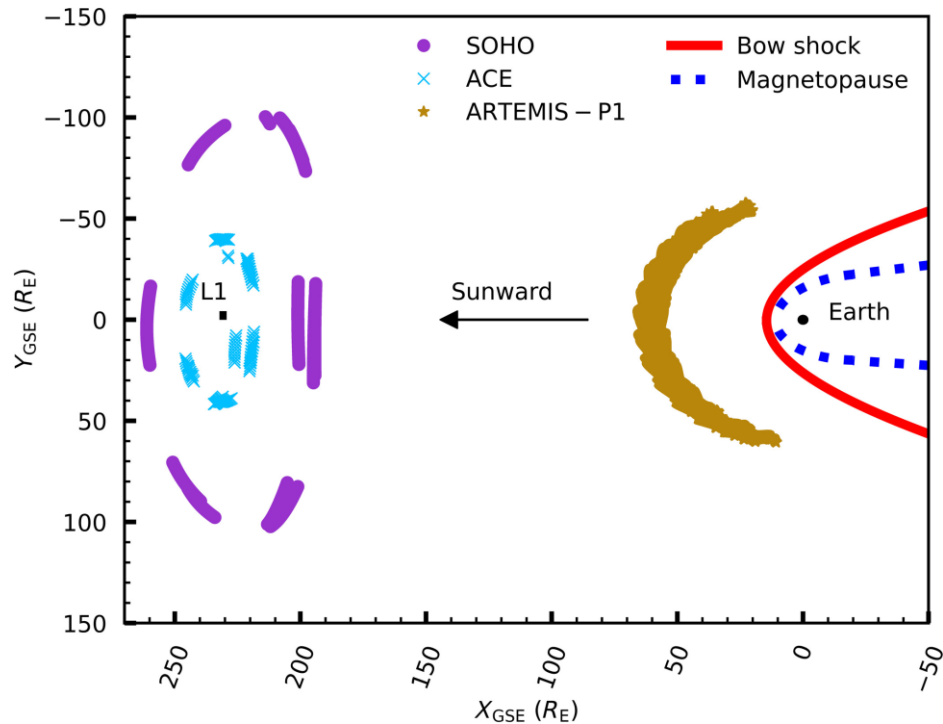 −150
−100
−50
0
50
100
150
Y_GSE (R_E)
SOHO
ACE
ARTEMIS − P1
Bow shock
Magnetopause
L1
Sunward
Earth
250
200
150
100
50
0
−50
X_GSE (R_E)